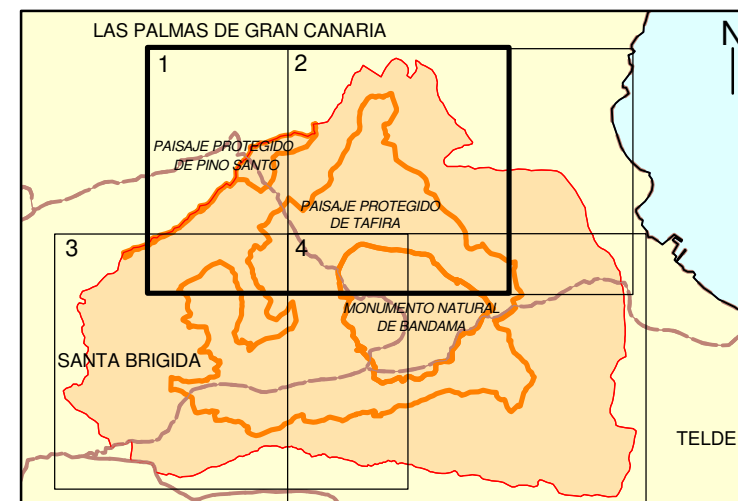 LAS PALMAS DE GRAN CANARIA
N
1
2
PAISAJE PROTEGIDO
DE PINO SANTO
PAISAJE PROTEGIDO
DE TAFIRA
3
4
MONUMENTO NATURAL
DE BANDAMA
SANTA BRIGIDA
TELDE